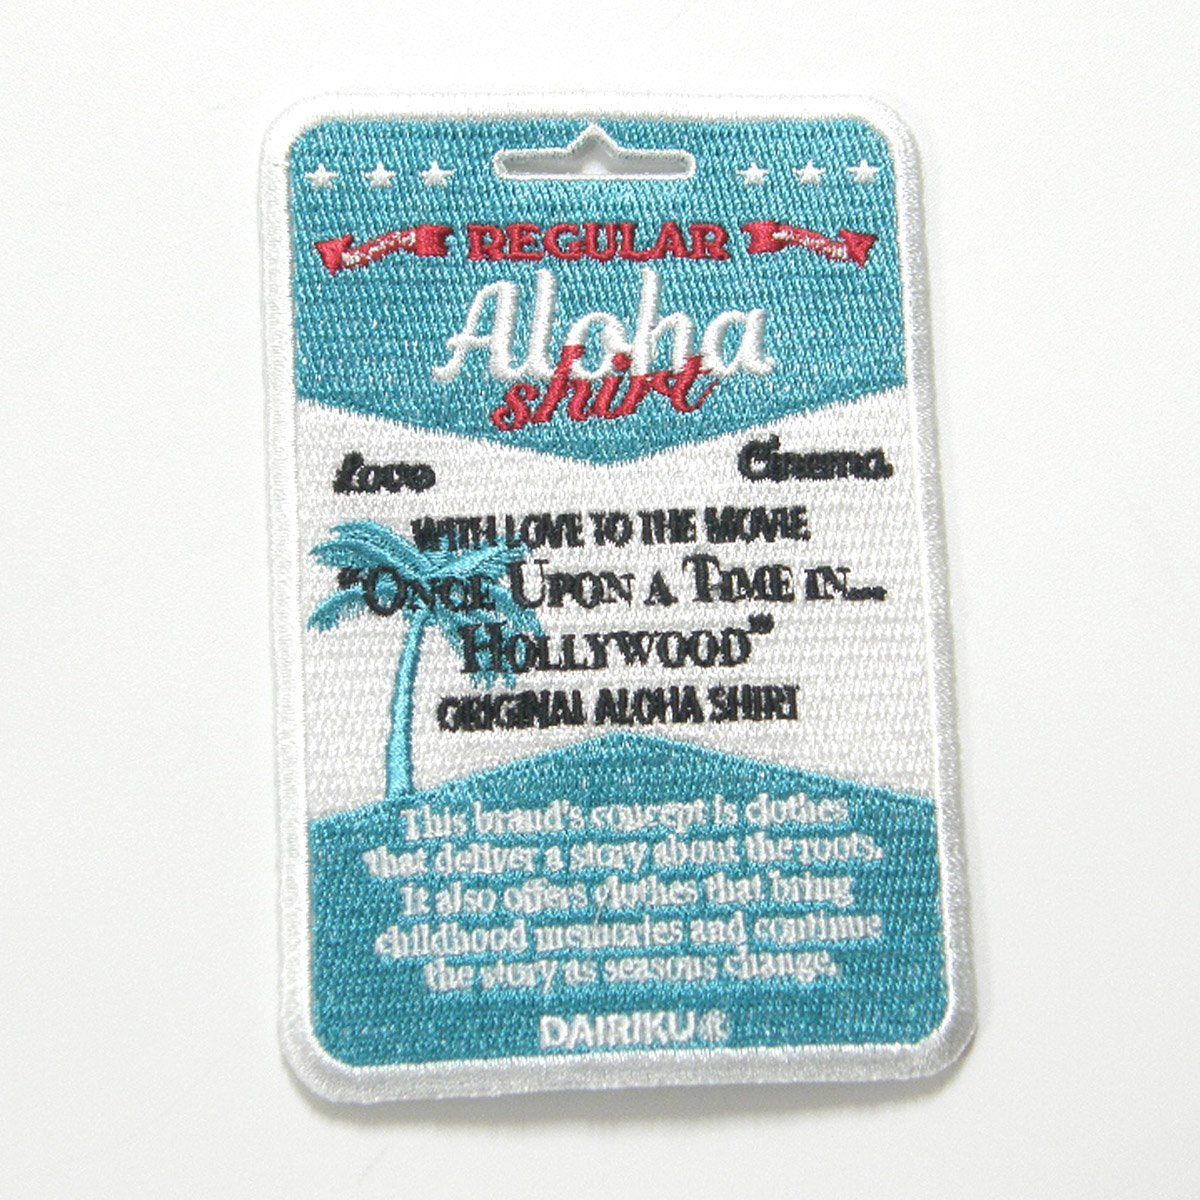 REGULAR
Aloha
shirt
Love
Cinema.
WITH LOVE TO THE MOVIE
"ONCE UPON A TIME IN...
HOLLYWOOD"
ORIGINAL ALOHA SHIRT
This brand's concept is clothes
that deliver a story about the roots.
It also offers clothes that bring
childhood memories and continue
the story as seasons change.
DAIRIKU